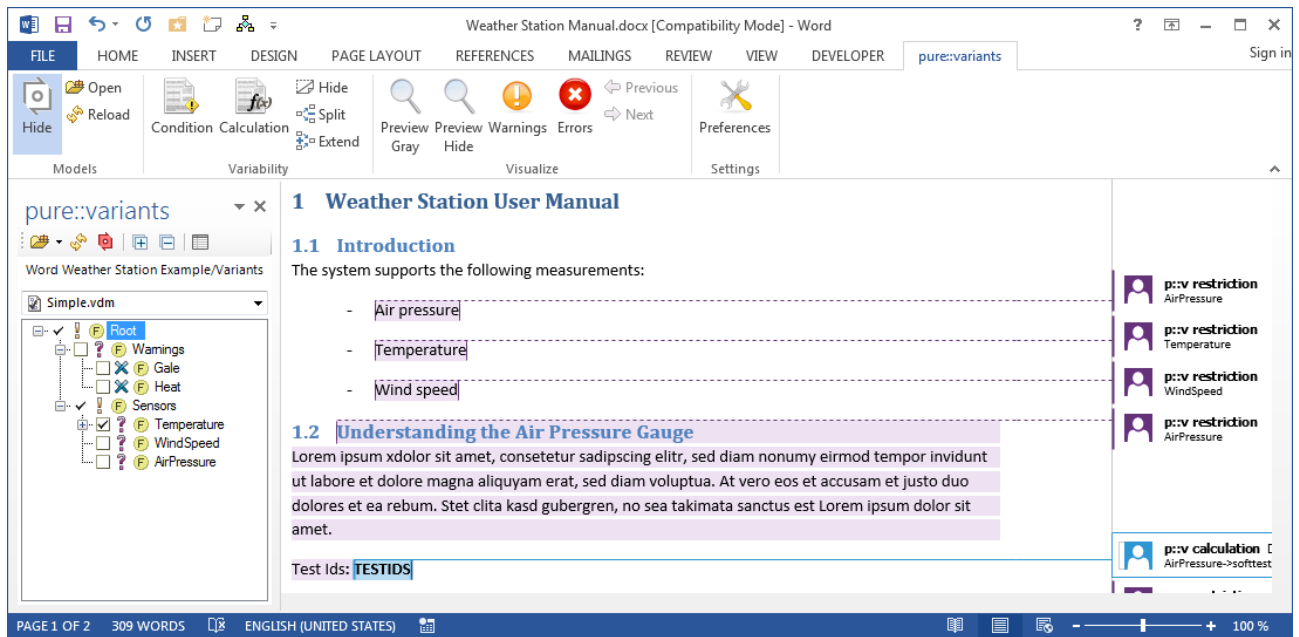 Weather Station Manual.docx [Compatibility Mode] - Word
FILE HOME INSERT DESIGN PAGE LAYOUT REFERENCES MAILINGS REVIEW VIEW DEVELOPER pure::variants Sign in
Hide
Open
Reload
Models
Condition
f(x)
Calculation
Hide
Split
Extend
Variability
Preview Gray
Preview Hide
Warnings
Errors
Previous
Next
Visualize
Preferences
Settings
pure::variants
Word Weather Station Example/Variants
Simple.vdm
F Root
F Warnings
F Gale
F Heat
F Sensors
F Temperature
F WindSpeed
F AirPressure
1 Weather Station User Manual
1.1 Introduction
The system supports the following measurements:
- Air pressure
- Temperature
- Wind speed
1.2 Understanding the Air Pressure Gauge
Lorem ipsum xdolor sit amet, consetetur sadipscing elitr, sed diam nonumy eirmod tempor invidunt
ut labore et dolore magna aliquyam erat, sed diam voluptua. At vero eos et accusam et justo duo
dolores et ea rebum. Stet clita kasd gubergren, no sea takimata sanctus est Lorem ipsum dolor sit
amet.
Test Ids: TESTIDS
p::v restriction
AirPressure
p::v restriction
Temperature
p::v restriction
WindSpeed
p::v restriction
AirPressure
p::v calculation
AirPressure->softtest
PAGE 1 OF 2 309 WORDS ENGLISH (UNITED STATES) 100 %